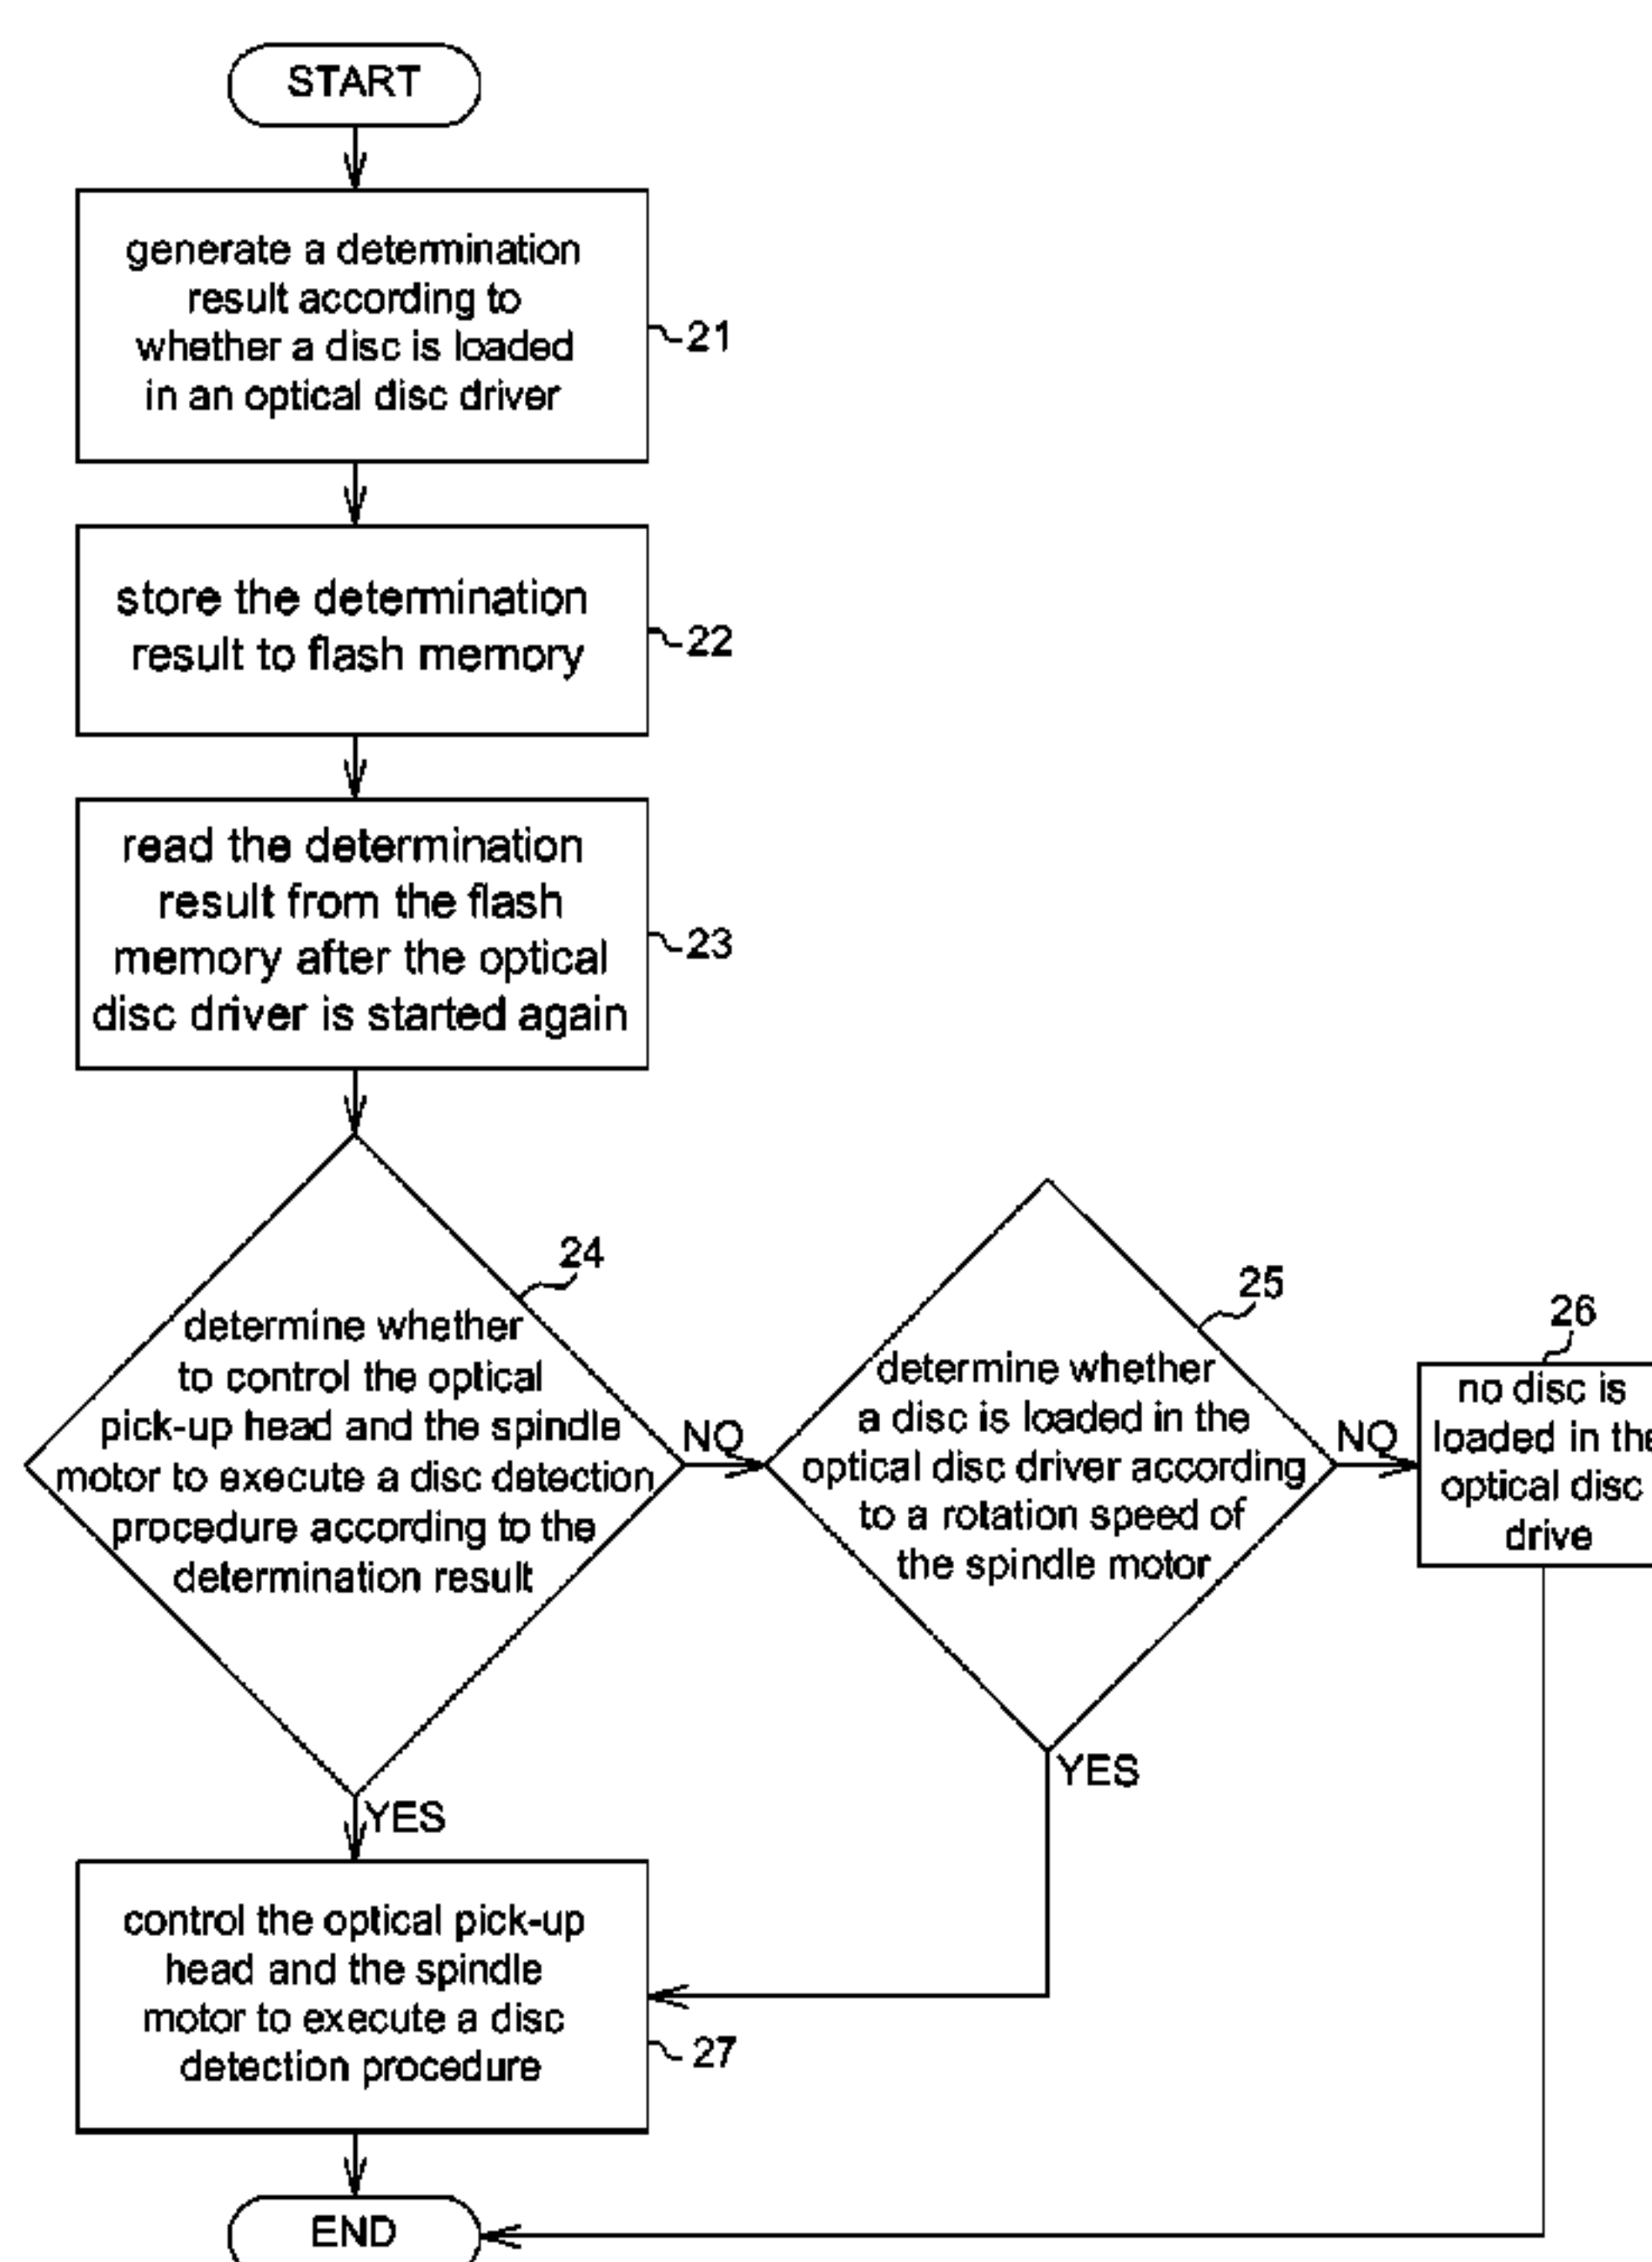 START
generate a determination
result according to
whether a disc is loaded
in an optical disc driver
21
store the determination
result to flash memory
22
read the determination
result from the flash
memory after the optical
disc driver is started again
23
24
determine whether
to control the optical
pick-up head and the spindle
motor to execute a disc detection
procedure according to the
determination result
NO
25
determine whether
a disc is loaded in the
optical disc driver according
to a rotation speed of
the spindle motor
NO
26
no disc is
loaded in the
optical disc
drive
YES
YES
control the optical pick-up
head and the spindle
motor to execute a disc
detection procedure
27
END